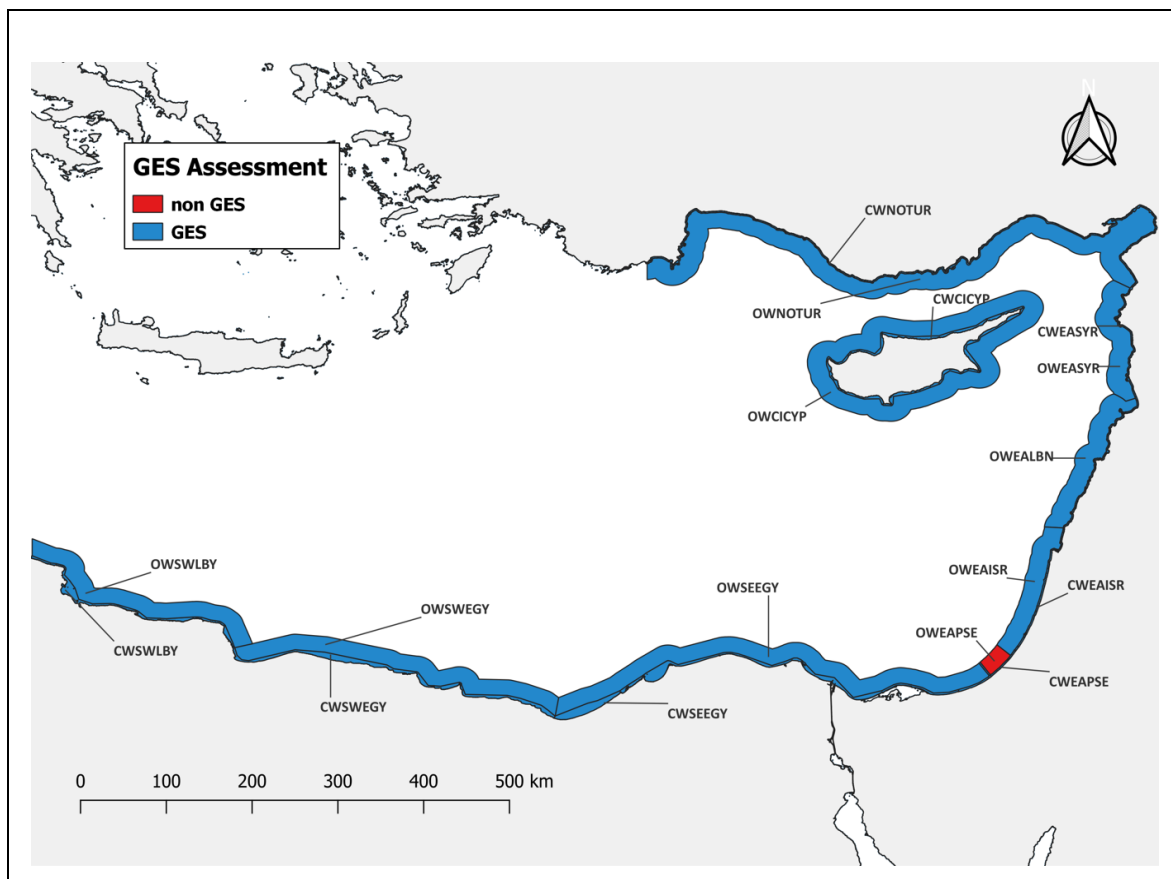 N
GES Assessment
non GES
GES
CWNOTUR
OWNOTUR
CWCICYP
CWEASYR
OWEASYR
OWCICYP
OWEALBN
OWSWLBY
OWSEEGY
OWEAISR
CWEAISR
OWSWEGY
OWEAPSE
CWSWLBY
CWEAPSE
CWSWEGY
CWSEEGY
0 100 200 300 400 500 km